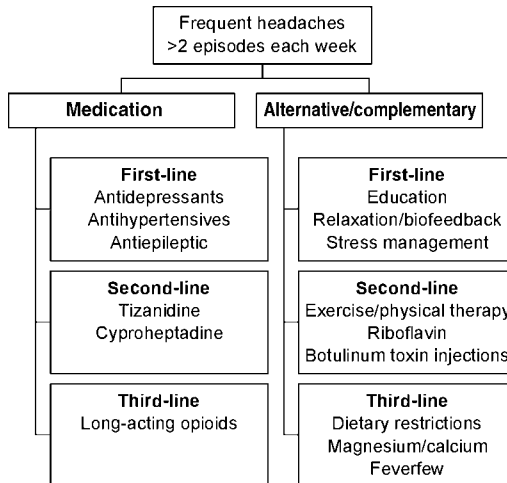 Frequent headaches
>2 episodes each week
Medication
First-line
Antidepressants
Antihypertensives
Antiepileptic
Second-line
Tizanidine
Cyproheptadine
Third-line
Long-acting opioids
Alternative/complementary
First-line
Education
Relaxation/biofeedback
Stress management
Second-line
Exercise/physical therapy
Riboflavin
Botulinum toxin injections
Third-line
Dietary restrictions
Magnesium/calcium
Feverfew